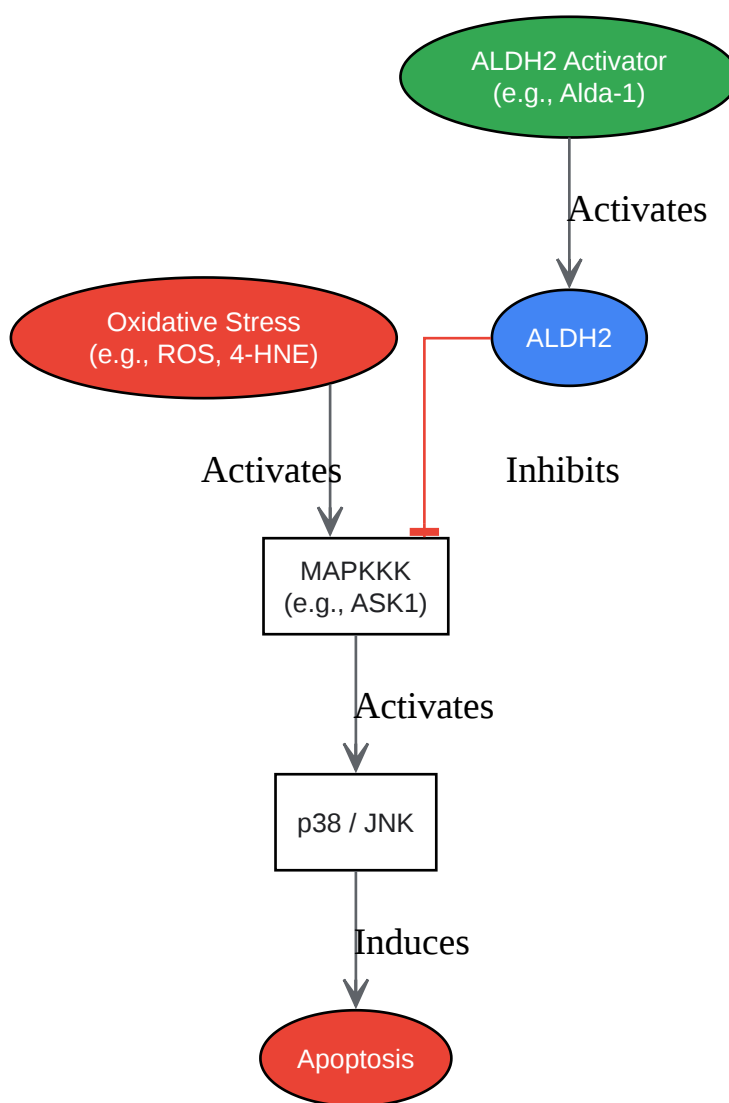 ALDH2 Activator
(e.g., Alda-1)
Activates
Oxidative Stress
(e.g., ROS, 4-HNE)
ALDH2
Activates
Inhibits
MAPKKK
(e.g., ASK1)
Activates
p38 / JNK
Induces
Apoptosis